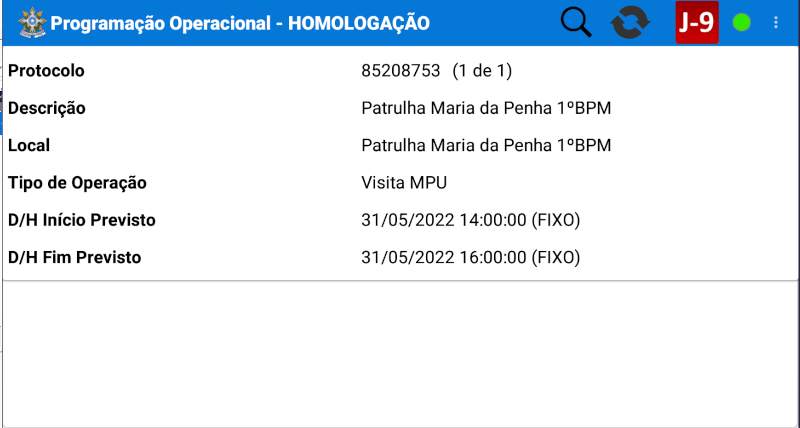 Programação Operacional - HOMOLOGAÇÃO J-9
Protocolo 85208753 (1 de 1)
Descrição Patrulha Maria da Penha 1ºBPM
Local Patrulha Maria da Penha 1ºBPM
Tipo de Operação Visita MPU
D/H Início Previsto 31/05/2022 14:00:00 (FIXO)
D/H Fim Previsto 31/05/2022 16:00:00 (FIXO)